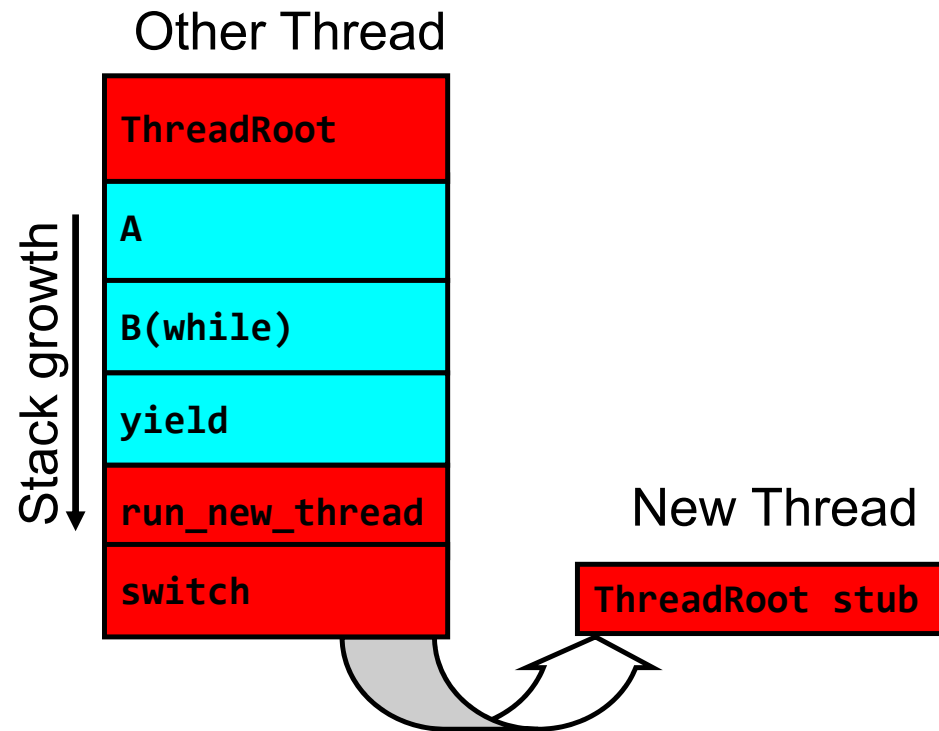 Other Thread
ThreadRoot
A
B(while)
yield
run_new_thread
switch
Stack growth
New Thread
ThreadRoot stub